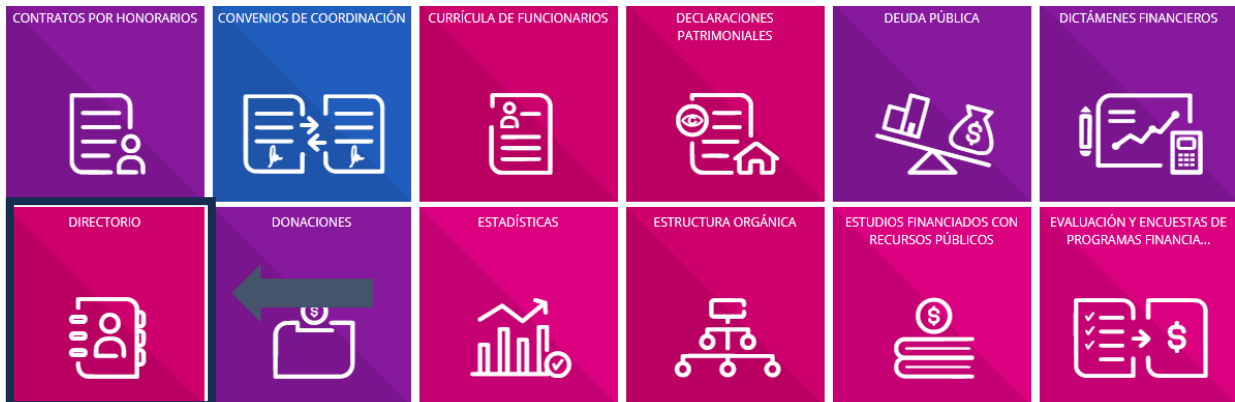 CONTRATOS POR HONORARIOS
CONVENIOS DE COORDINACIÓN
CURRÍCULA DE FUNCIONARIOS
DECLARACIONES
PATRIMONIALES
DEUDA PÚBLICA
DICTÁMENES FINANCIEROS
$
DIRECTORIO
DONACIONES
ESTADÍSTICAS
ESTRUCTURA ORGÁNICA
ESTUDIOS FINANCIADOS CON
RECURSOS PÚBLICOS
EVALUACIÓN Y ENCUESTAS DE
PROGRAMAS FINANCIA...
$
$
$